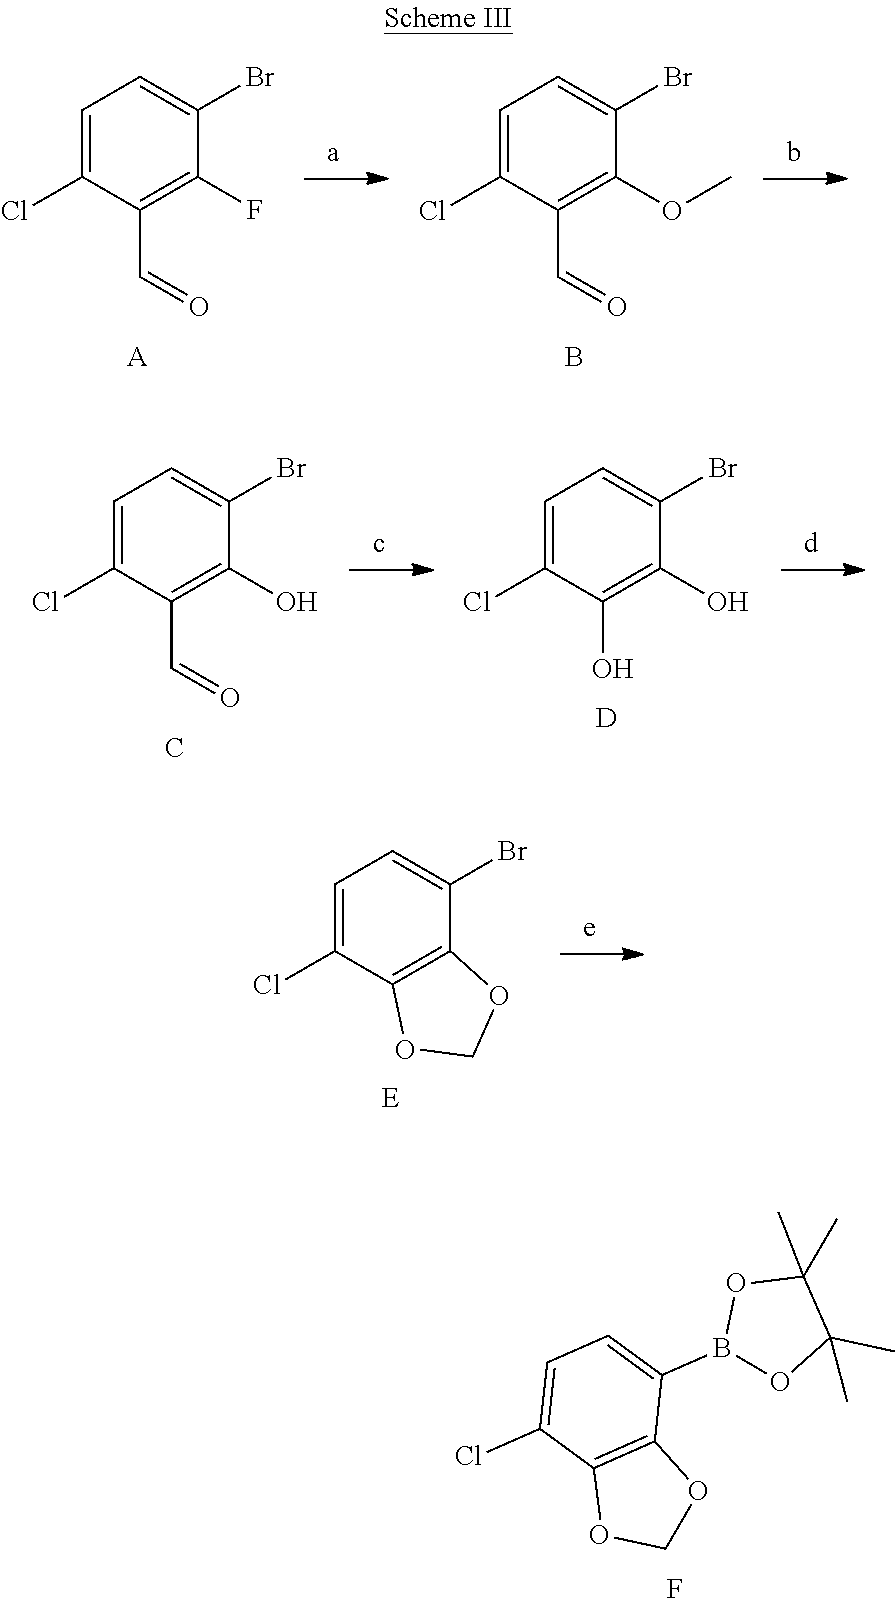 Scheme III
Br Br
a b
Cl F Cl O
O O
A B
Br Br
c d
Cl OH Cl OH
O OH
C D
Br
e
Cl O
O
E
O
B
O
Cl
O
O
F